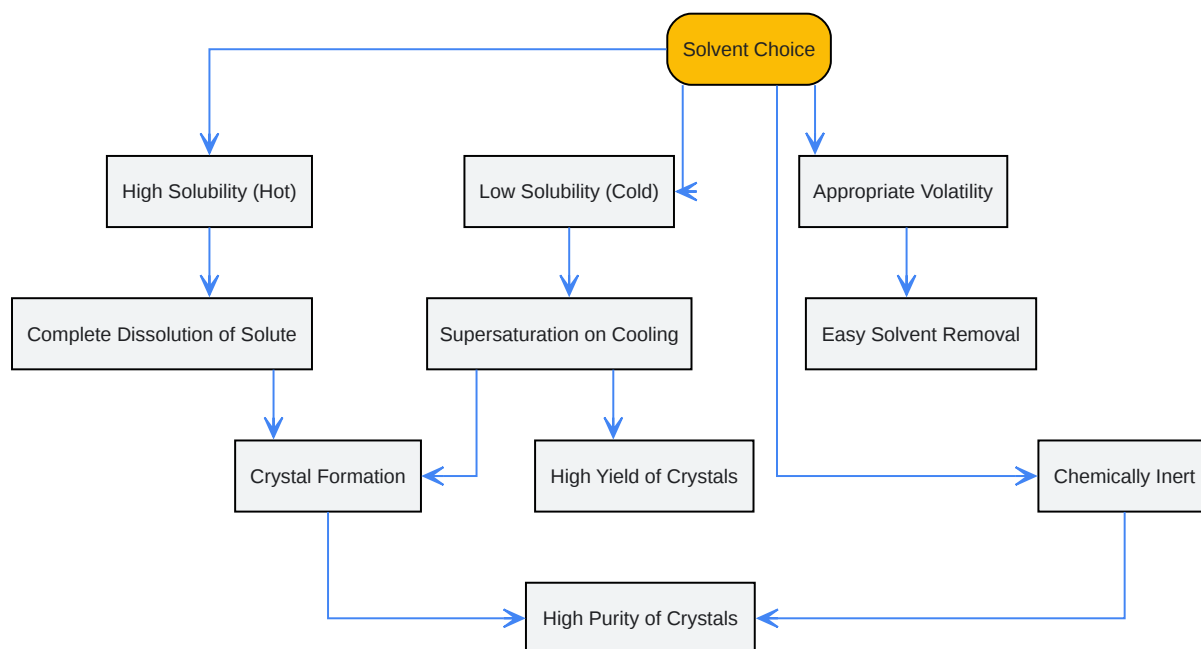 Solvent Choice
High Solubility (Hot)
Low Solubility (Cold)
Appropriate Volatility
Complete Dissolution of Solute
Supersaturation on Cooling
Easy Solvent Removal
Crystal Formation
High Yield of Crystals
Chemically Inert
High Purity of Crystals